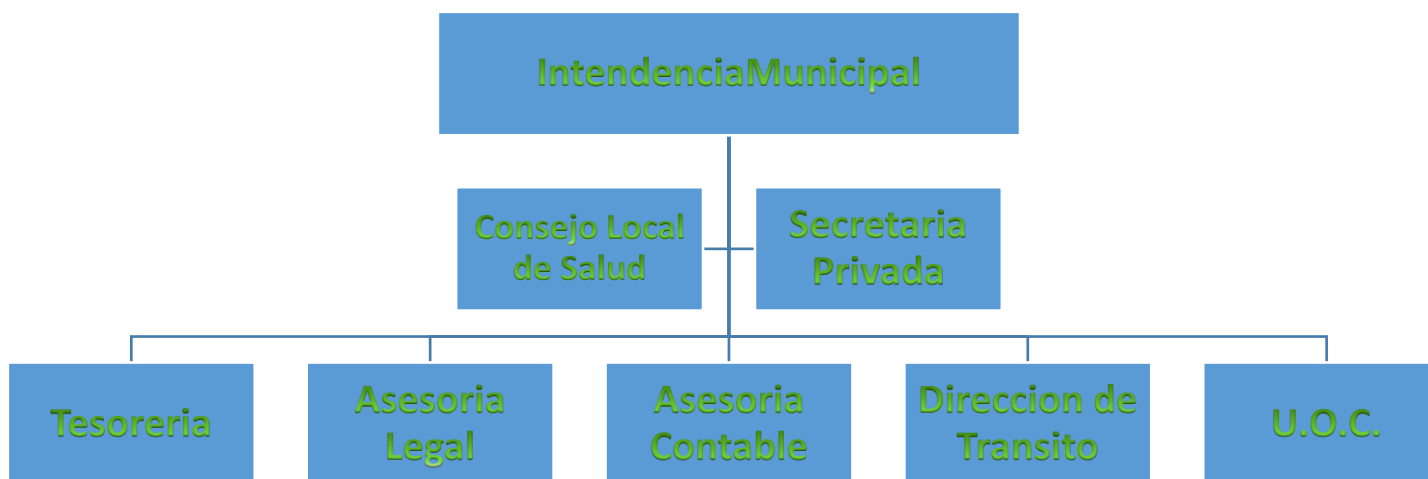 IntendenciaMunicipal
Consejo Local
de Salud
Secretaria
Privada
Tesoreria
Asesoria
Legal
Asesoria
Contable
Direccion de
Transito
U.O.C.